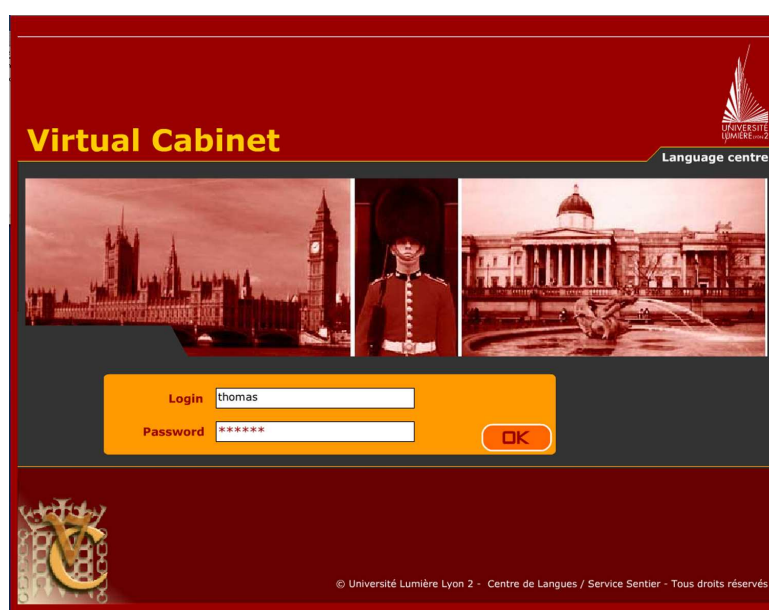 UNIVERSITÉ
LUMIÈRE LYON 2
Virtual Cabinet
Language centre
Login thomas
Password ******
OK
VC
© Université Lumière Lyon 2 - Centre de Langues / Service Sentier - Tous droits réservés